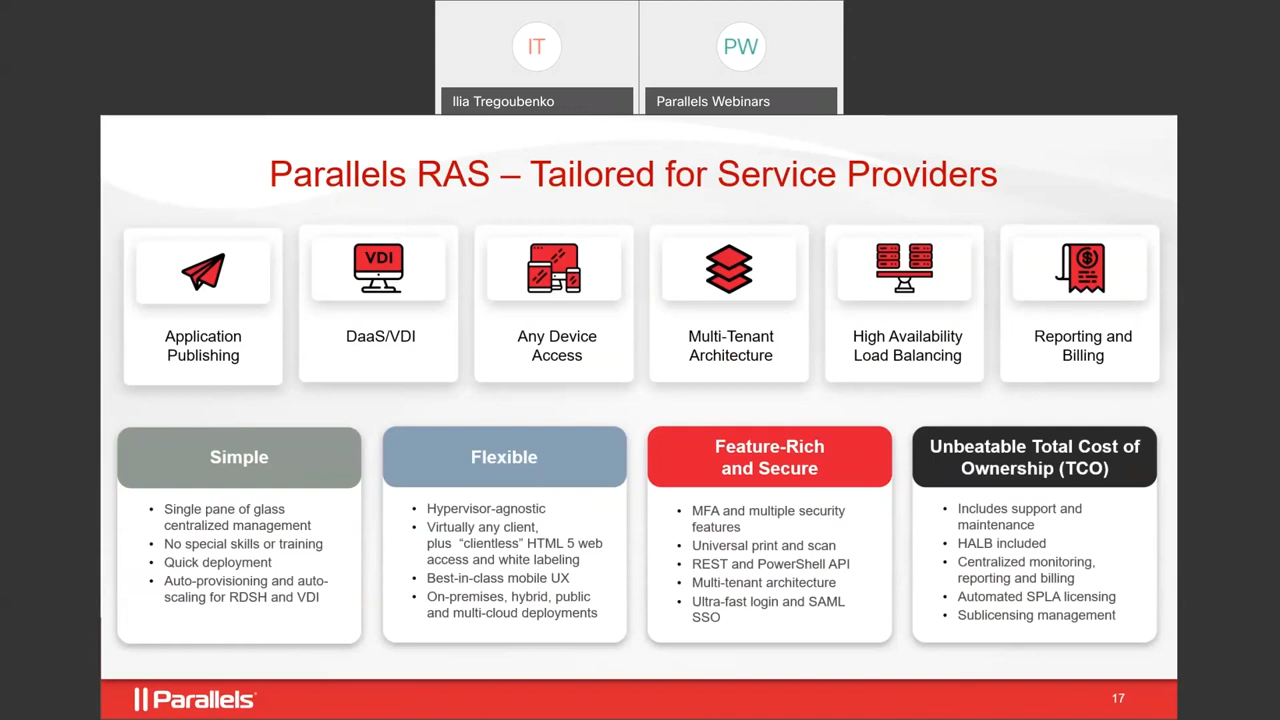 IT
PW
Ilia Tregoubenko
Parallels Webinars
Parallels RAS – Tailored for Service Providers
VDI
$
Application
Publishing
DaaS/VDI
Any Device
Access
Multi-Tenant
Architecture
High Availability
Load Balancing
Reporting and
Billing
Simple
• Single pane of glass
centralized management
• No special skills or training
• Quick deployment
• Auto-provisioning and auto-
scaling for RDSH and VDI
Flexible
• Hypervisor-agnostic
• Virtually any client,
plus “clientless” HTML 5 web
access and white labeling
• Best-in-class mobile UX
• On-premises, hybrid, public
and multi-cloud deployments
Feature-Rich
and Secure
• MFA and multiple security
features
• Universal print and scan
• REST and PowerShell API
• Multi-tenant architecture
• Ultra-fast login and SAML
SSO
Unbeatable Total Cost of
Ownership (TCO)
• Includes support and
maintenance
• HALB included
• Centralized monitoring,
reporting and billing
• Automated SPLA licensing
• Sublicensing management
Parallels
17